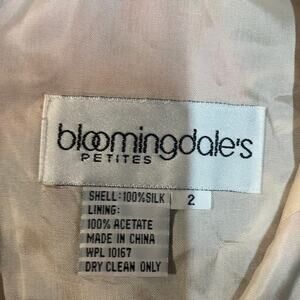 bloomingdale's
PETITES
SHELL: 100% SILK
LINING:
100% ACETATE
MADE IN CHINA
WPL 10167
DRY CLEAN ONLY
2